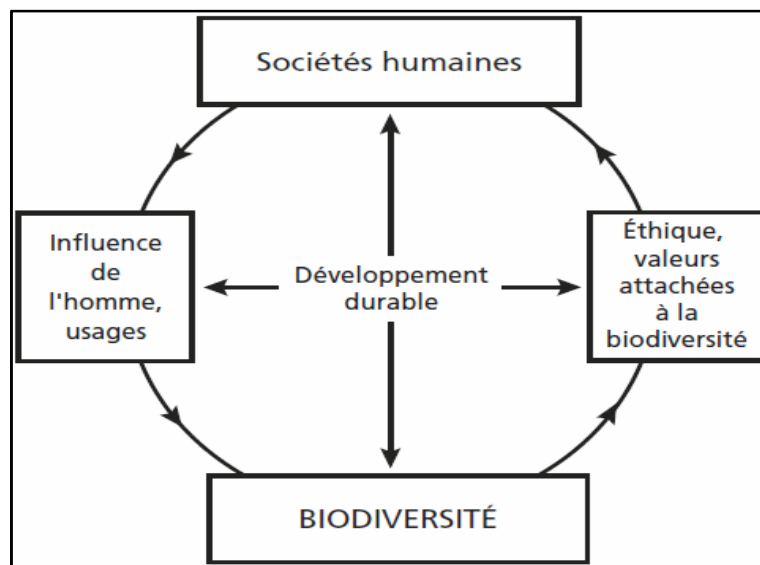 Sociétés humaines
Influence
de
l'homme,
usages
Développement
durable
Éthique,
valeurs
attachées
à la
biodiversité
BIODIVERSITÉ